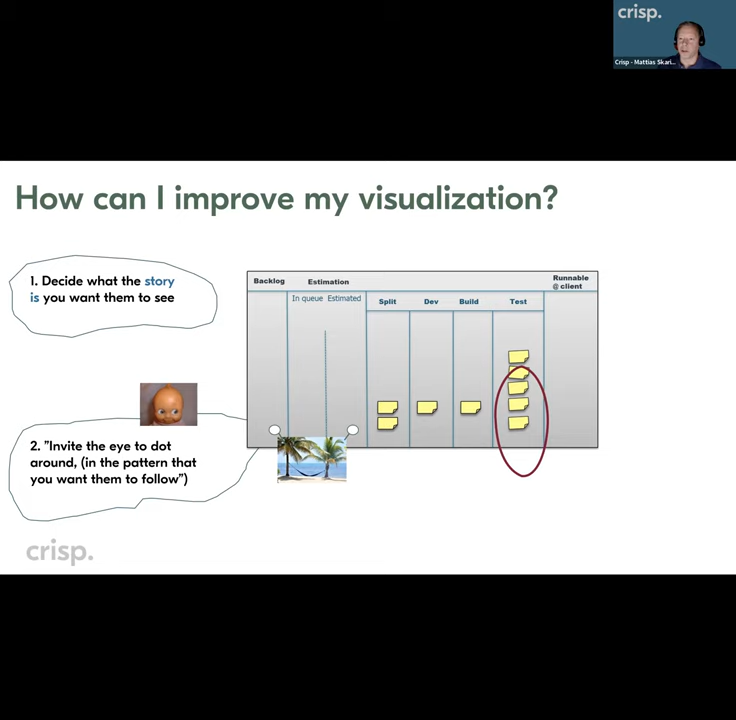 crisp.
Crisp - Mattias Skari...
How can I improve my visualization?
1. Decide what the story
is you want them to see
Backlog
Estimation
Runnable
@ client
In queue Estimated
Split
Dev
Build
Test
2. "Invite the eye to dot
around, (in the pattern that
you want them to follow")
crisp.